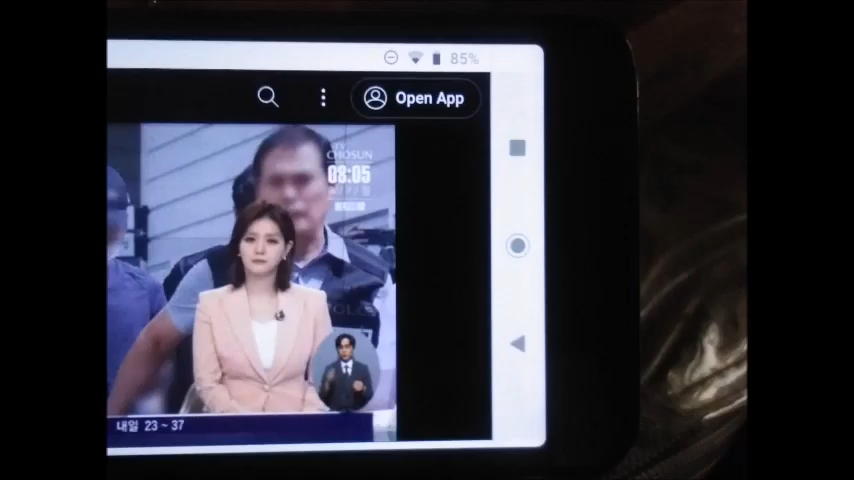 85%
Open App
TV
CHOSUN
08:05
내일 23 ~ 37